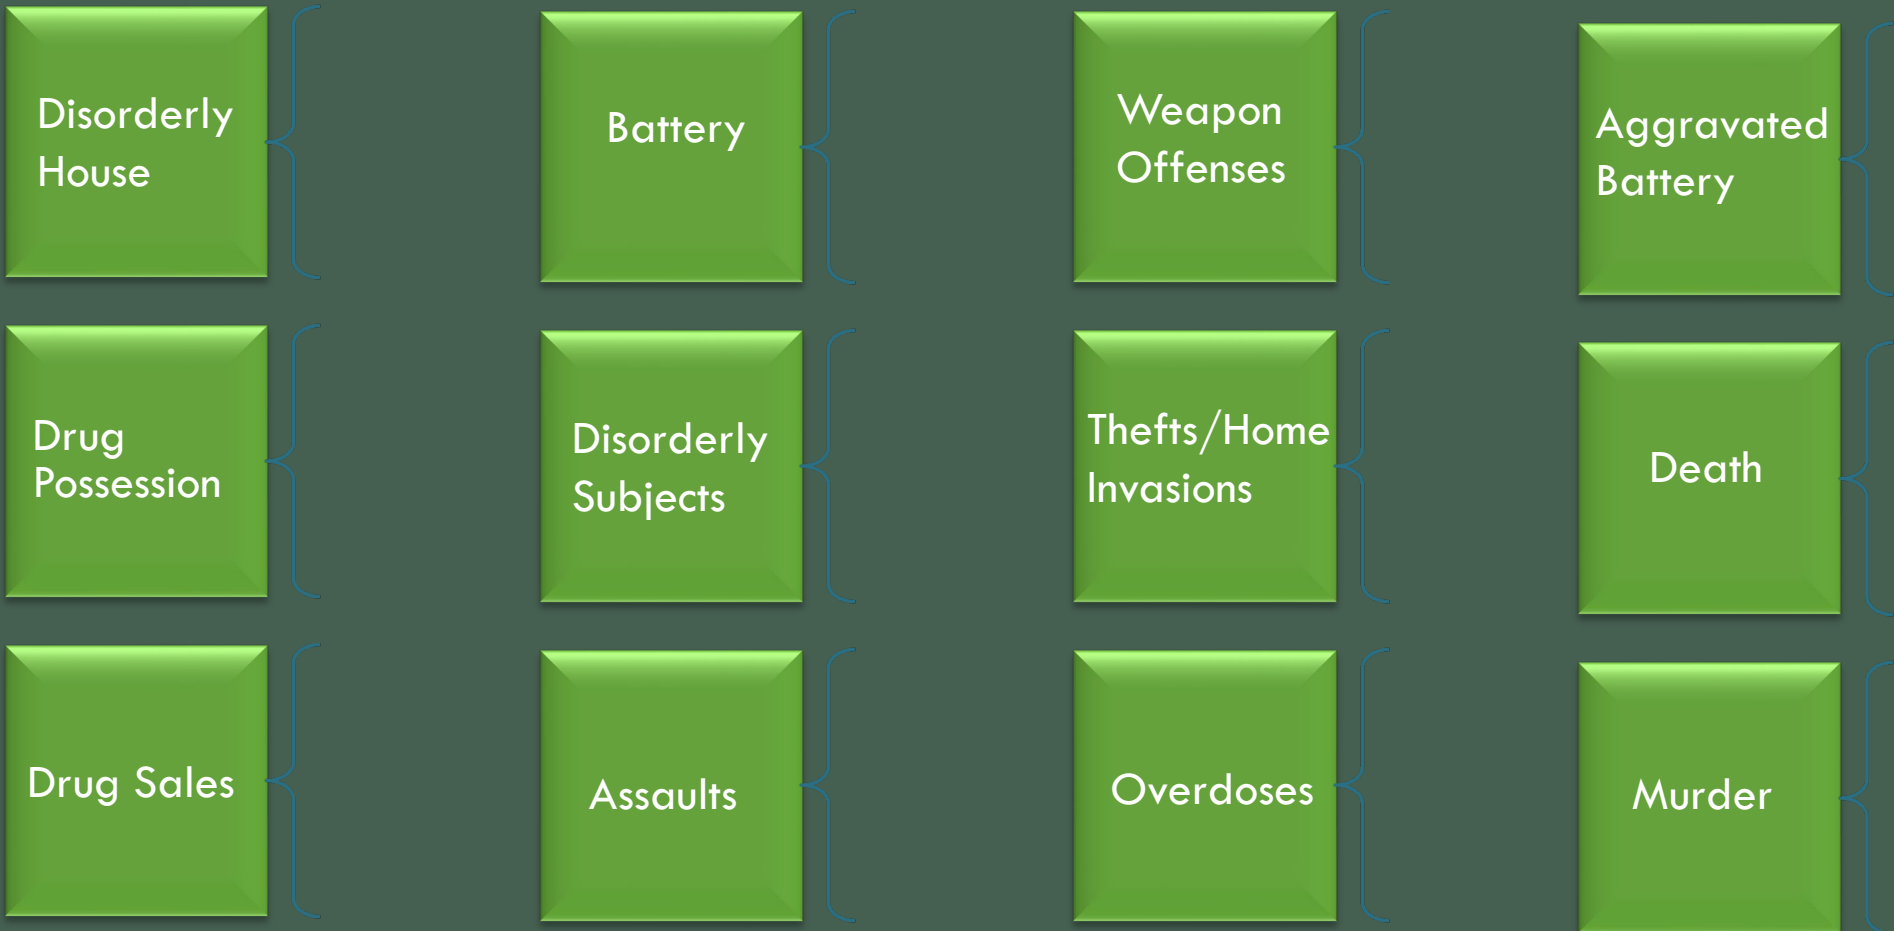 Disorderly
House
Battery
Weapon
Offenses
Aggravated
Battery
Drug
Possession
Disorderly
Subjects
Thefts/Home
Invasions
Death
Drug Sales
Assaults
Overdoses
Murder